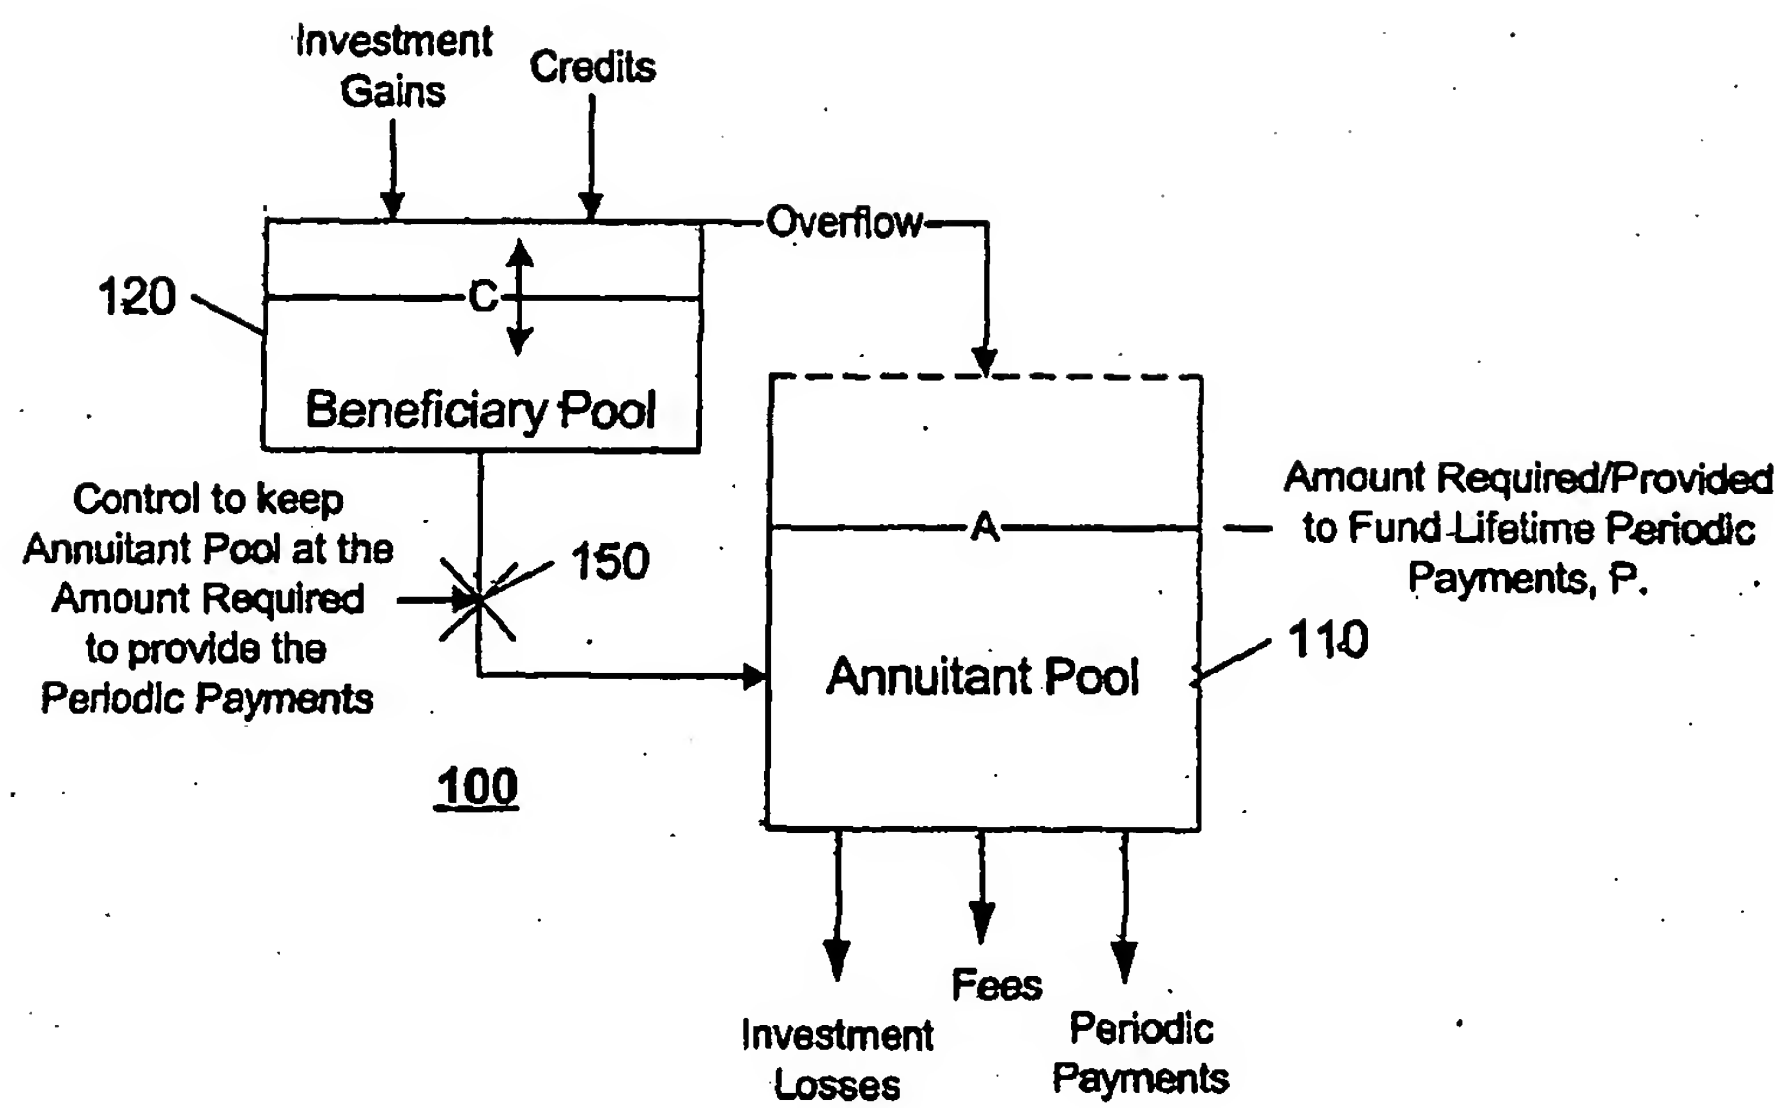 Investment
Gains
Credits
Overflow
120
C
Beneficiary Pool
Control to keep
Annuitant Pool at the
Amount Required
to provide the
Periodic Payments
150
A
Amount Required/Provided
to Fund Lifetime Periodic
Payments, P.
110
Annuitant Pool
100
Investment
Losses
Fees
Periodic
Payments